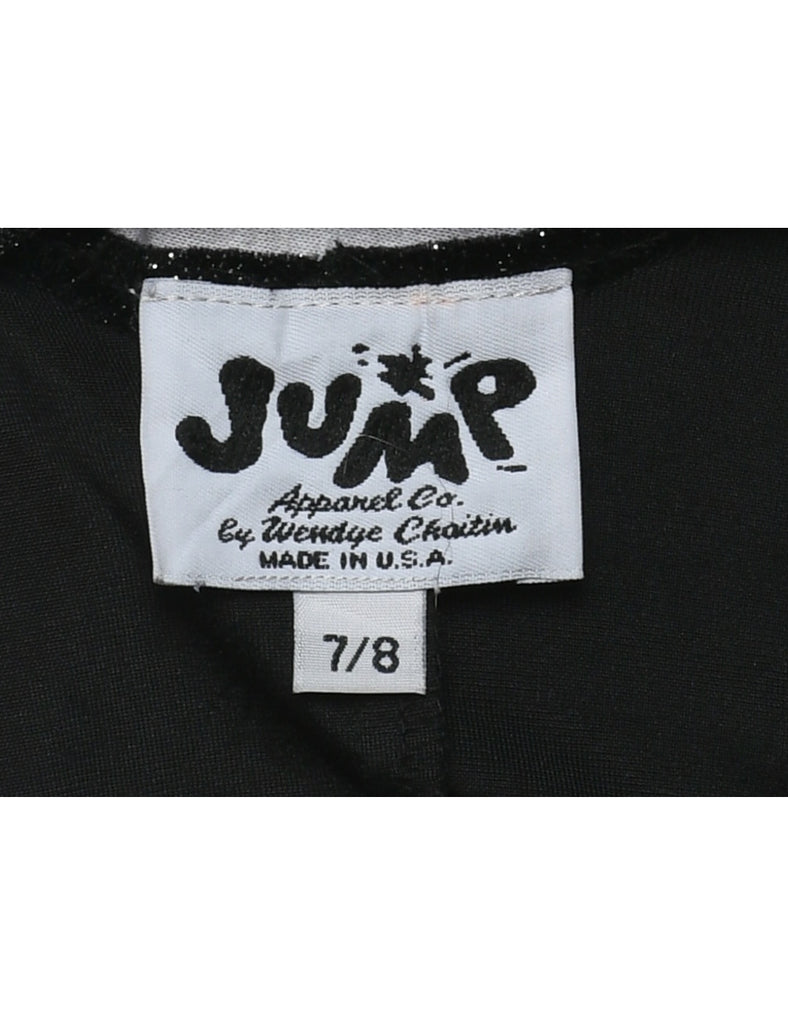 JUMP
Apparel Co.
by Wendye Chaitin
MADE IN U.S.A.
7/8